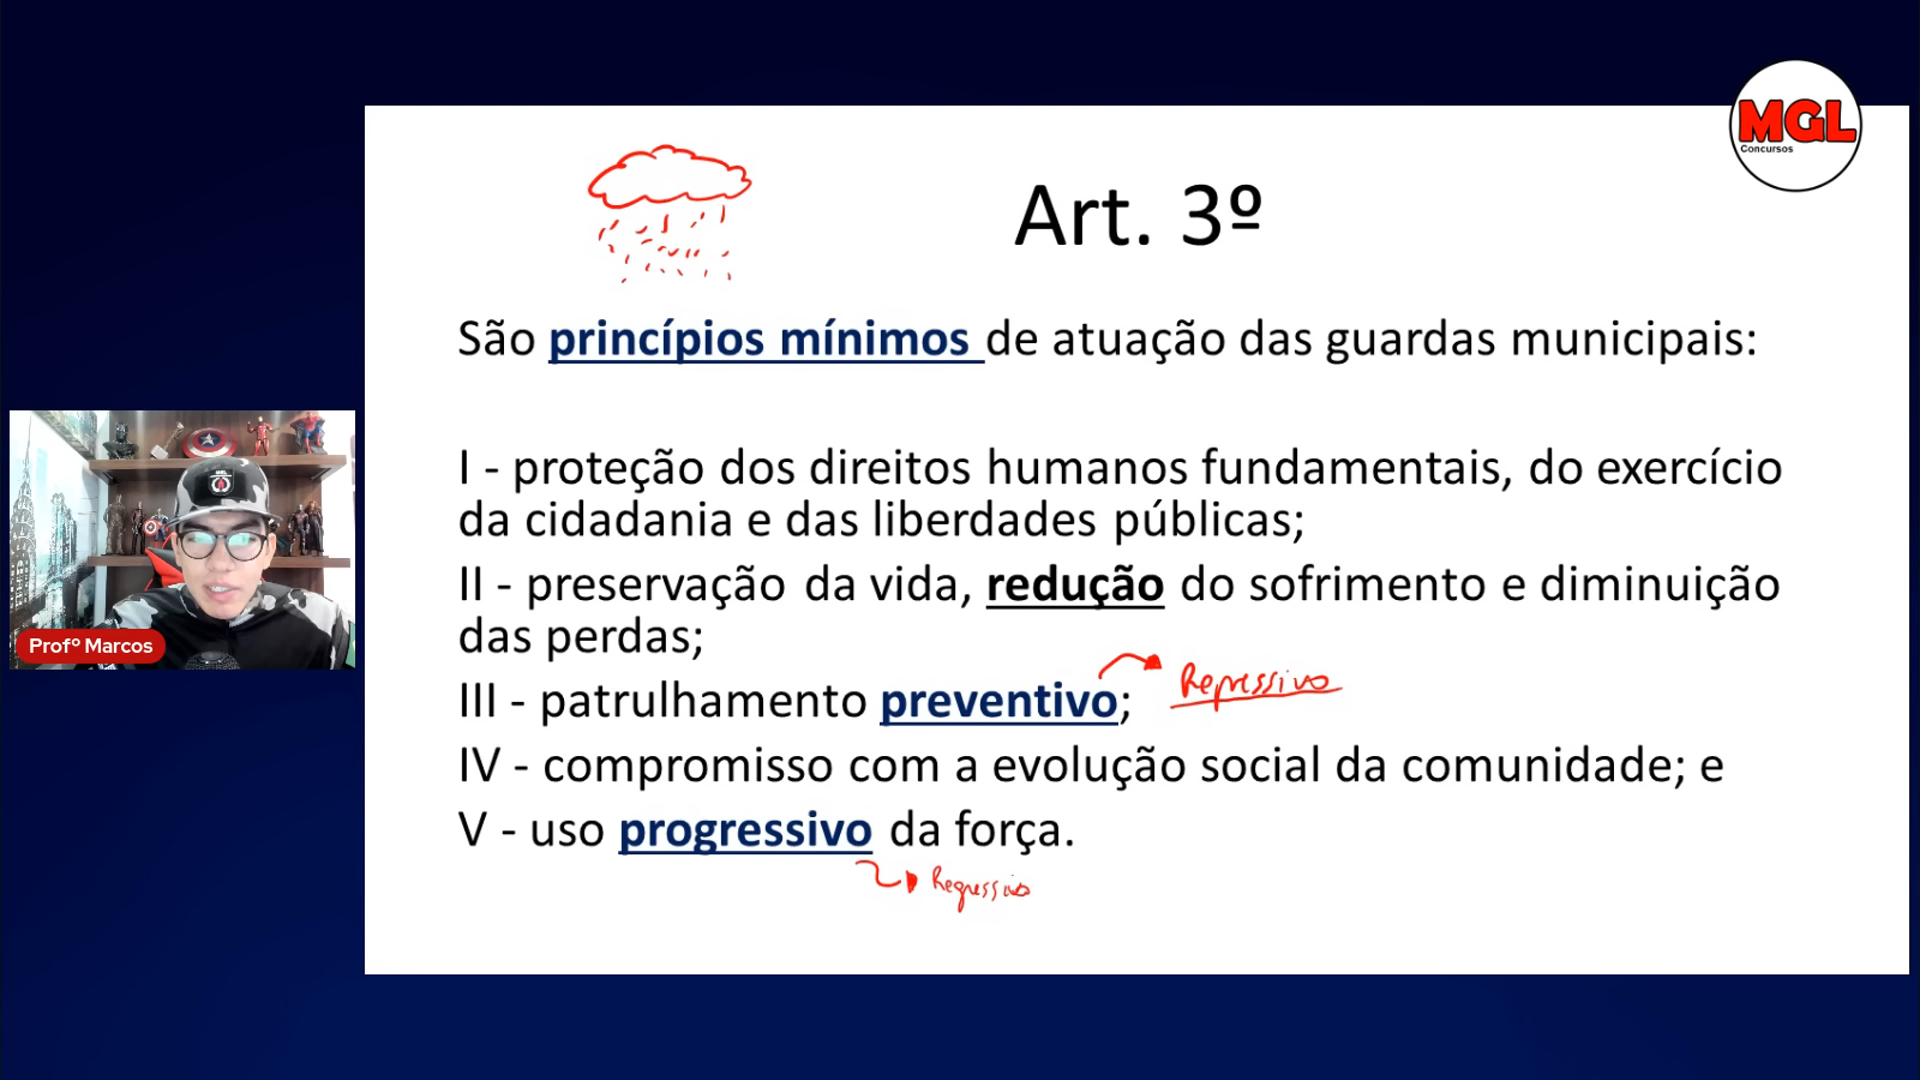 MGL
Concursos
Art. 3º
São princípios mínimos de atuação das guardas municipais:
I - proteção dos direitos humanos fundamentais, do exercício
da cidadania e das liberdades públicas;
II - preservação da vida, redução do sofrimento e diminuição
das perdas;
III - patrulhamento preventivo; Repressivo
IV - compromisso com a evolução social da comunidade; e
V - uso progressivo da força.
Regressivo
Profº Marcos